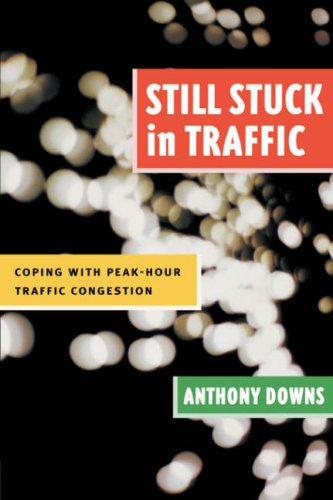 STILL STUCK
in TRAFFIC
COPING WITH PEAK-HOUR
TRAFFIC CONGESTION
ANTHONY DOWNS